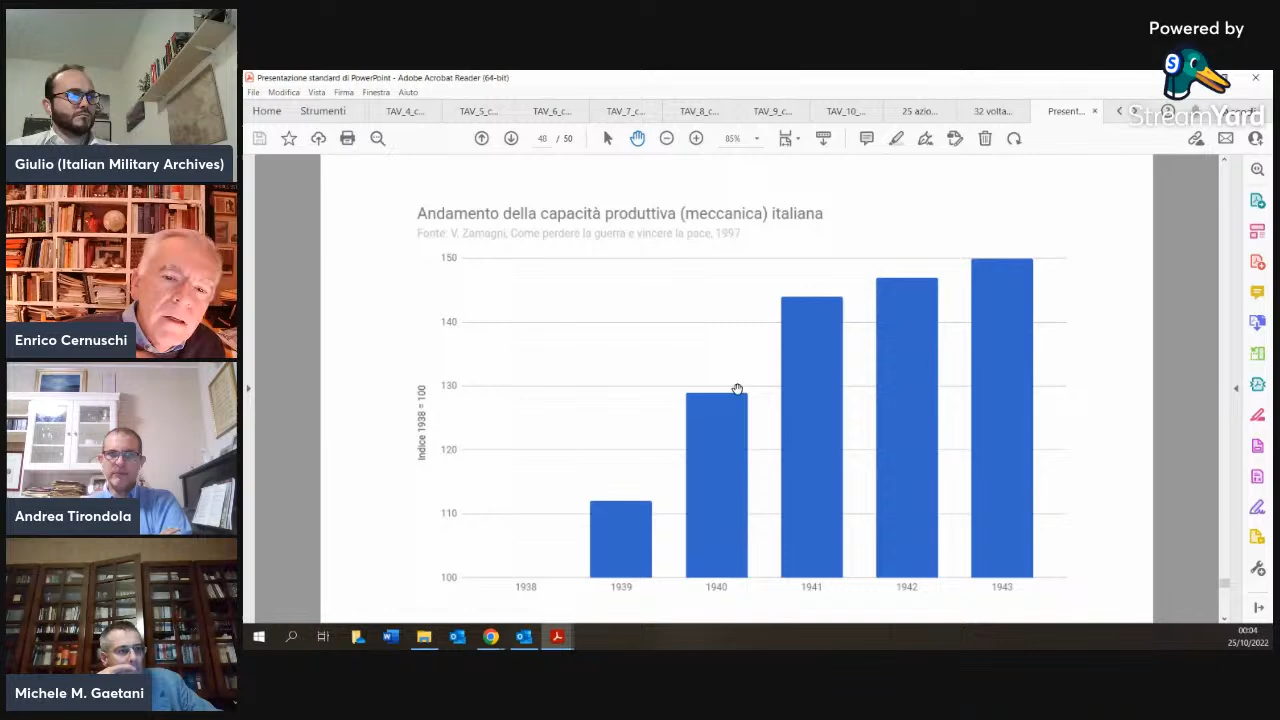 Powered by
StreamYard
Giulio (Italian Military Archives)
Enrico Cernuschi
Andrea Tirondola
Michele M. Gaetani
Presentazione standard di PowerPoint - Adobe Acrobat Reader (64-bit)
File Modifica Vista Firma Finestra Aiuto
Home Strumenti TAV_4_c... TAV_5_c... TAV_6_c... TAV_7_c... TAV_8_c... TAV_9_c... TAV_10_... 25 azio... 32 volta... Present... ×
48 / 50 85%
Andamento della capacità produttiva (meccanica) italiana
Fonte: V. Zamagni, Come perdere la guerra e vincere la pace, 1997
Indice 1938 = 100
150
140
130
120
110
100
1938 1939 1940 1941 1942 1943
00:04
25/10/2022